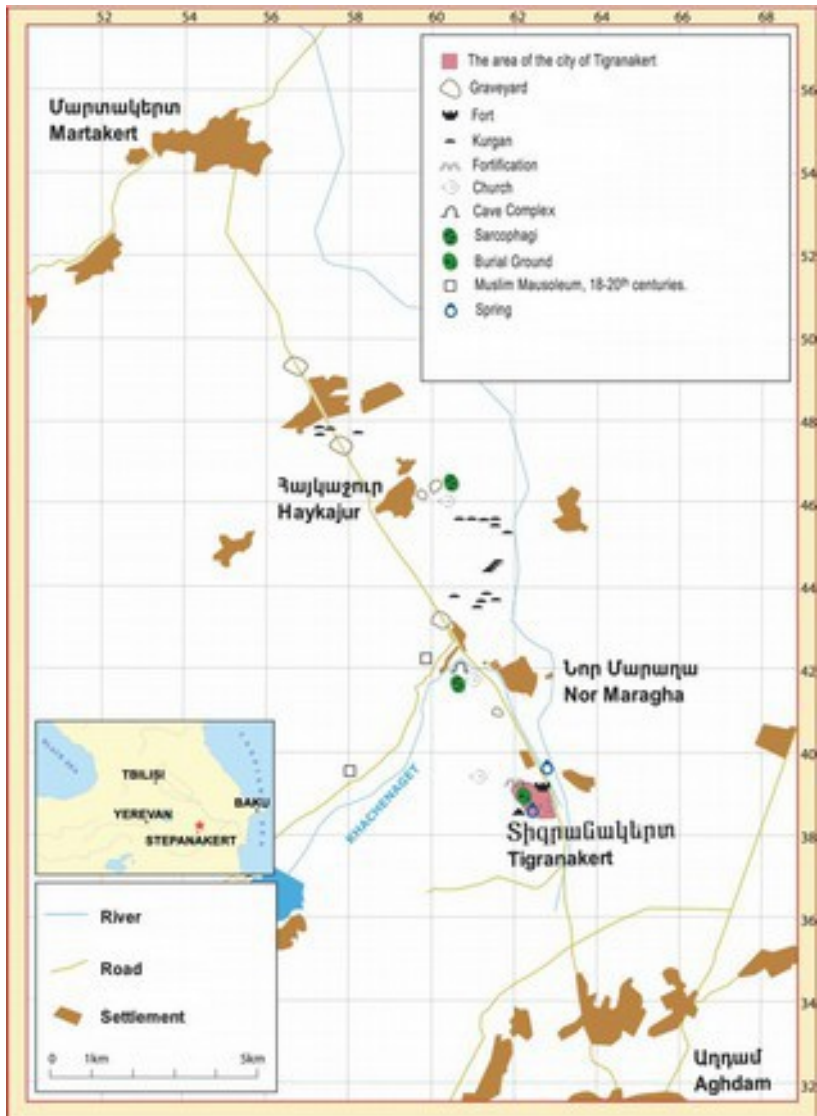 52 54 56 58 60 62 64 66 68
The area of the city of Tigranakert
Graveyard
Fort
Kurgan
Fortification
Church
Cave Complex
Sarcophagi
Burial Ground
Muslim Mausoleum, 18-20th centuries.
Spring
56
54
52
50
48
46
44
42
40
38
36
34
32
Մարտակերտ
Martakert
Հայկաջուր
Haykajur
Նոր Մարաղա
Nor Maragha
KHACHENAGET
Տիգրանակերտ
Tigranakert
Աղդամ
Aghdam
BLACK SEA
TBILISI
YEREVAN
BAKU
STEPANAKERT
River
Road
Settlement
0 1km 5km